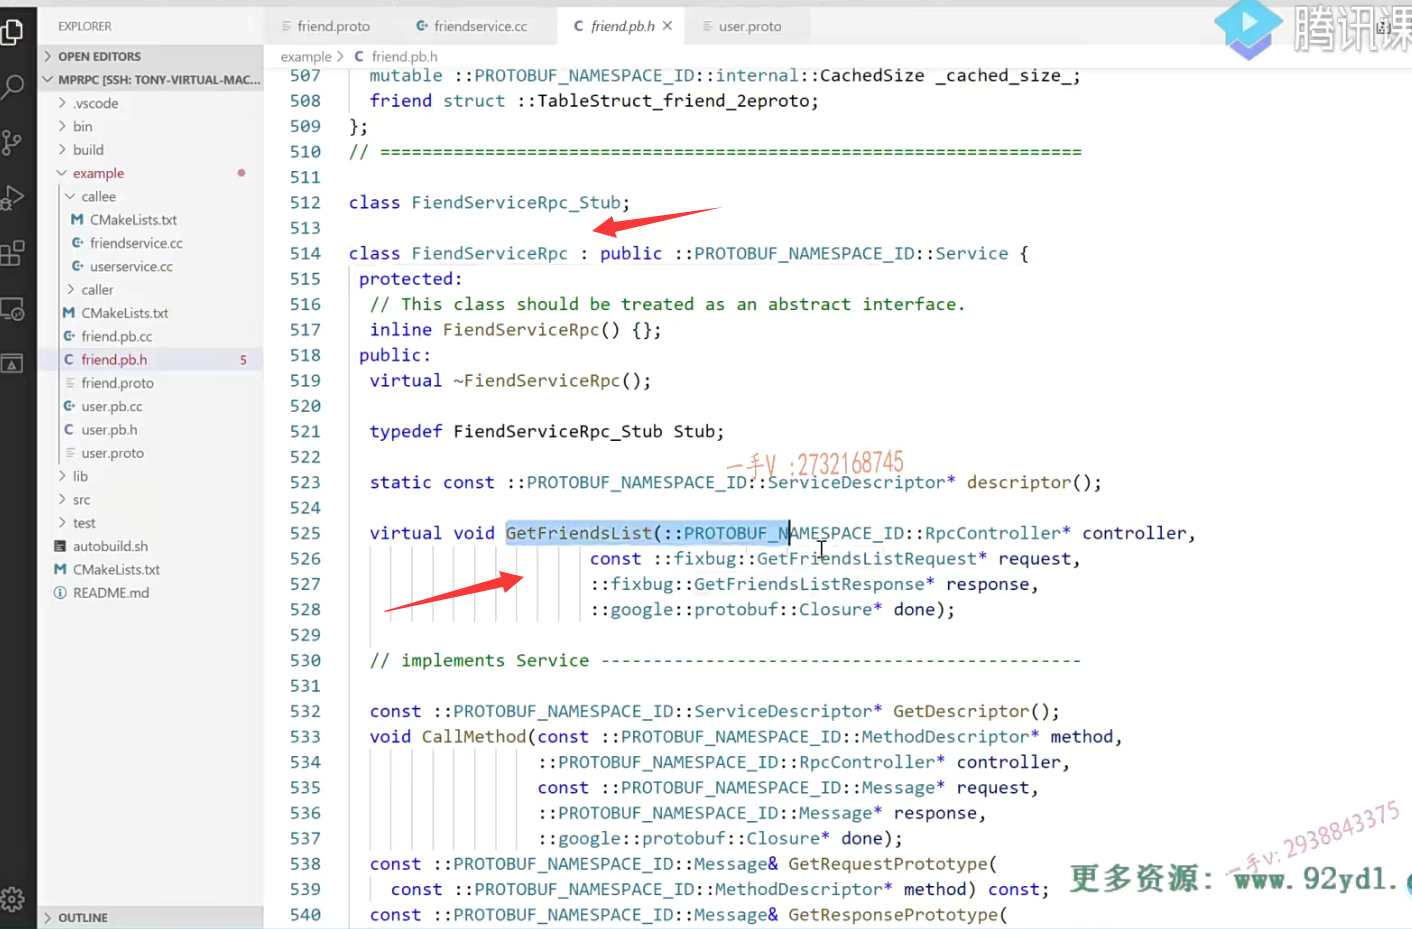 EXPLORER
OPEN EDITORS
MPRPC [SSH: TONY-VIRTUAL-MAC...
.vscode
bin
build
example
callee
CMakeLists.txt
friendservice.cc
userservice.cc
caller
CMakeLists.txt
friend.pb.cc
friend.pb.h 5
friend.proto
user.pb.cc
user.pb.h
user.proto
lib
src
test
autobuild.sh
CMakeLists.txt
README.md
OUTLINE
friend.proto friendservice.cc friend.pb.h user.proto
example > friend.pb.h
腾讯课
507 mutable ::PROTOBUF_NAMESPACE_ID::internal::CachedSize _cached_size_;
508 friend struct ::TableStruct_friend_2eproto;
509 };
510 // ===================================================================
511
512 class FiendServiceRpc_Stub;
513
514 class FiendServiceRpc : public ::PROTOBUF_NAMESPACE_ID::Service {
515 protected:
516 // This class should be treated as an abstract interface.
517 inline FiendServiceRpc() {};
518 public:
519 virtual ~FiendServiceRpc();
520
521 typedef FiendServiceRpc_Stub Stub;
522
一手V :2732168745
523 static const ::PROTOBUF_NAMESPACE_ID::ServiceDescriptor* descriptor();
524
525 virtual void GetFriendsList(::PROTOBUF_NAMESPACE_ID::RpcController* controller,
526 const ::fixbug::GetFriendsListRequest* request,
527 ::fixbug::GetFriendsListResponse* response,
528 ::google::protobuf::Closure* done);
529
530 // implements Service ----------------------------------------------
531
532 const ::PROTOBUF_NAMESPACE_ID::ServiceDescriptor* GetDescriptor();
533 void CallMethod(const ::PROTOBUF_NAMESPACE_ID::MethodDescriptor* method,
534 ::PROTOBUF_NAMESPACE_ID::RpcController* controller,
535 const ::PROTOBUF_NAMESPACE_ID::Message* request,
536 ::PROTOBUF_NAMESPACE_ID::Message* response,
537 ::google::protobuf::Closure* done);
538 const ::PROTOBUF_NAMESPACE_ID::Message& GetRequestPrototype(
539 const ::PROTOBUF_NAMESPACE_ID::MethodDescriptor* method) const;
540 const ::PROTOBUF_NAMESPACE_ID::Message& GetResponsePrototype(
一手v: 2938843375
更多资源: www.92ydl.